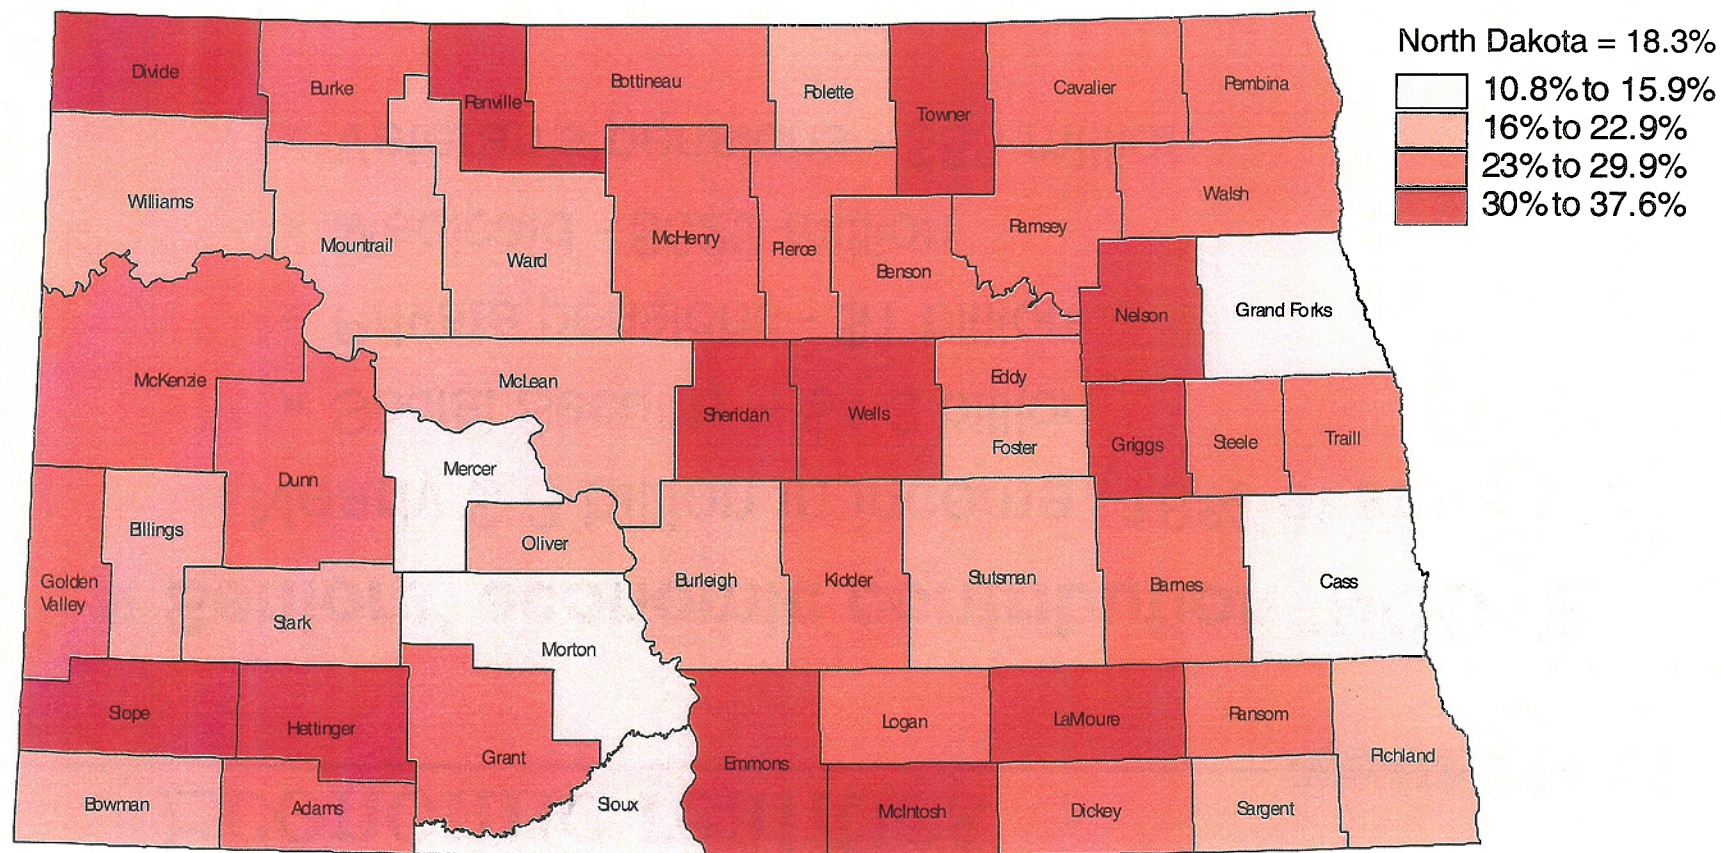 North Dakota = 18.3%
10.8% to 15.9%
16% to 22.9%
23% to 29.9%
30% to 37.6%
Divide
Burke
Renville
Bottineau
Rolette
Towner
Cavalier
Pembina
Williams
Mountrail
Ward
McHenry
Pierce
Benson
Ramsey
Walsh
Nelson
Grand Forks
McKenzie
McLean
Sheridan
Wells
Eddy
Foster
Griggs
Steele
Traill
Dunn
Mercer
Billings
Oliver
Golden
Valley
Stark
Burleigh
Kidder
Stutsman
Barnes
Cass
Morton
Slope
Hettinger
Grant
Emmons
Logan
LaMoure
Ransom
Richland
Bowman
Adams
Sioux
McIntosh
Dickey
Sargent